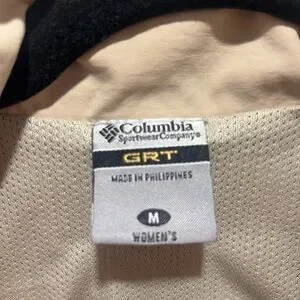 Columbia
Sportswear Company®
GRT
MADE IN PHILIPPINES
M
WOMEN'S